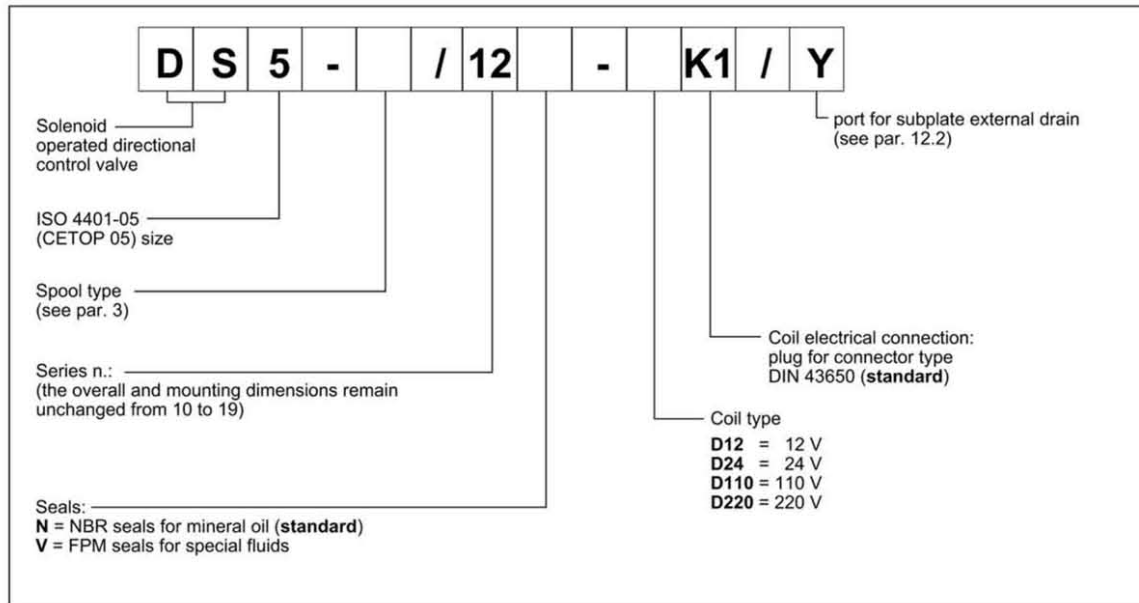 D S 5 - / 12 - K1 / Y
Solenoid
operated directional
control valve
port for subplate external drain
(see par. 12.2)
ISO 4401-05
(CETOP 05) size
Spool type
(see par. 3)
Coil electrical connection:
plug for connector type
DIN 43650 (standard)
Series n.:
(the overall and mounting dimensions remain
unchanged from 10 to 19)
Coil type
D12 = 12 V
D24 = 24 V
D110 = 110 V
D220 = 220 V
Seals:
N = NBR seals for mineral oil (standard)
V = FPM seals for special fluids